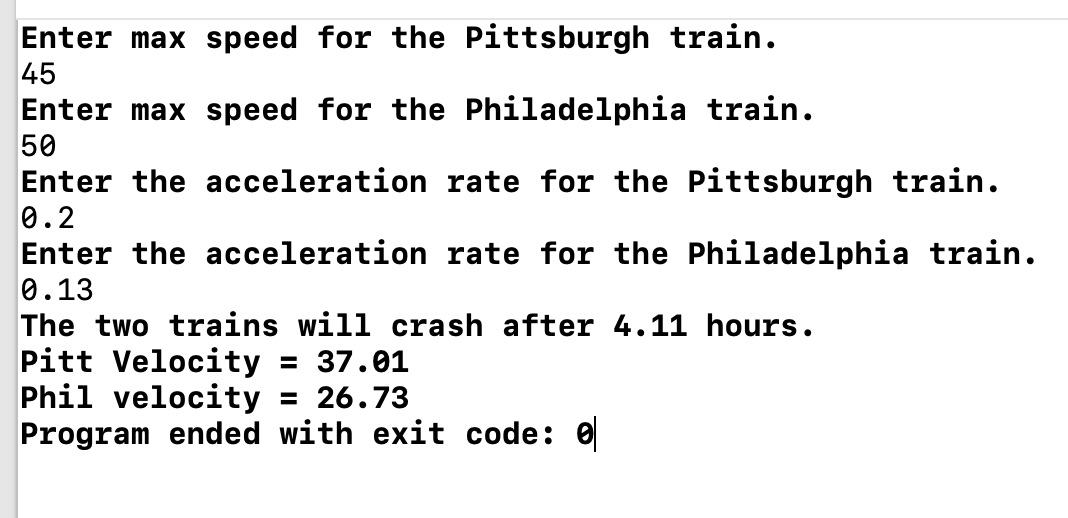 Enter max speed for the Pittsburgh train.
45
Enter max speed for the Philadelphia train.
50
Enter the acceleration rate for the Pittsburgh train.
0.2
Enter the acceleration rate for the Philadelphia train.
0.13
The two trains will crash after 4.11 hours.
Pitt Velocity = 37.01
Phil velocity = 26.73
Program ended with exit code: 0